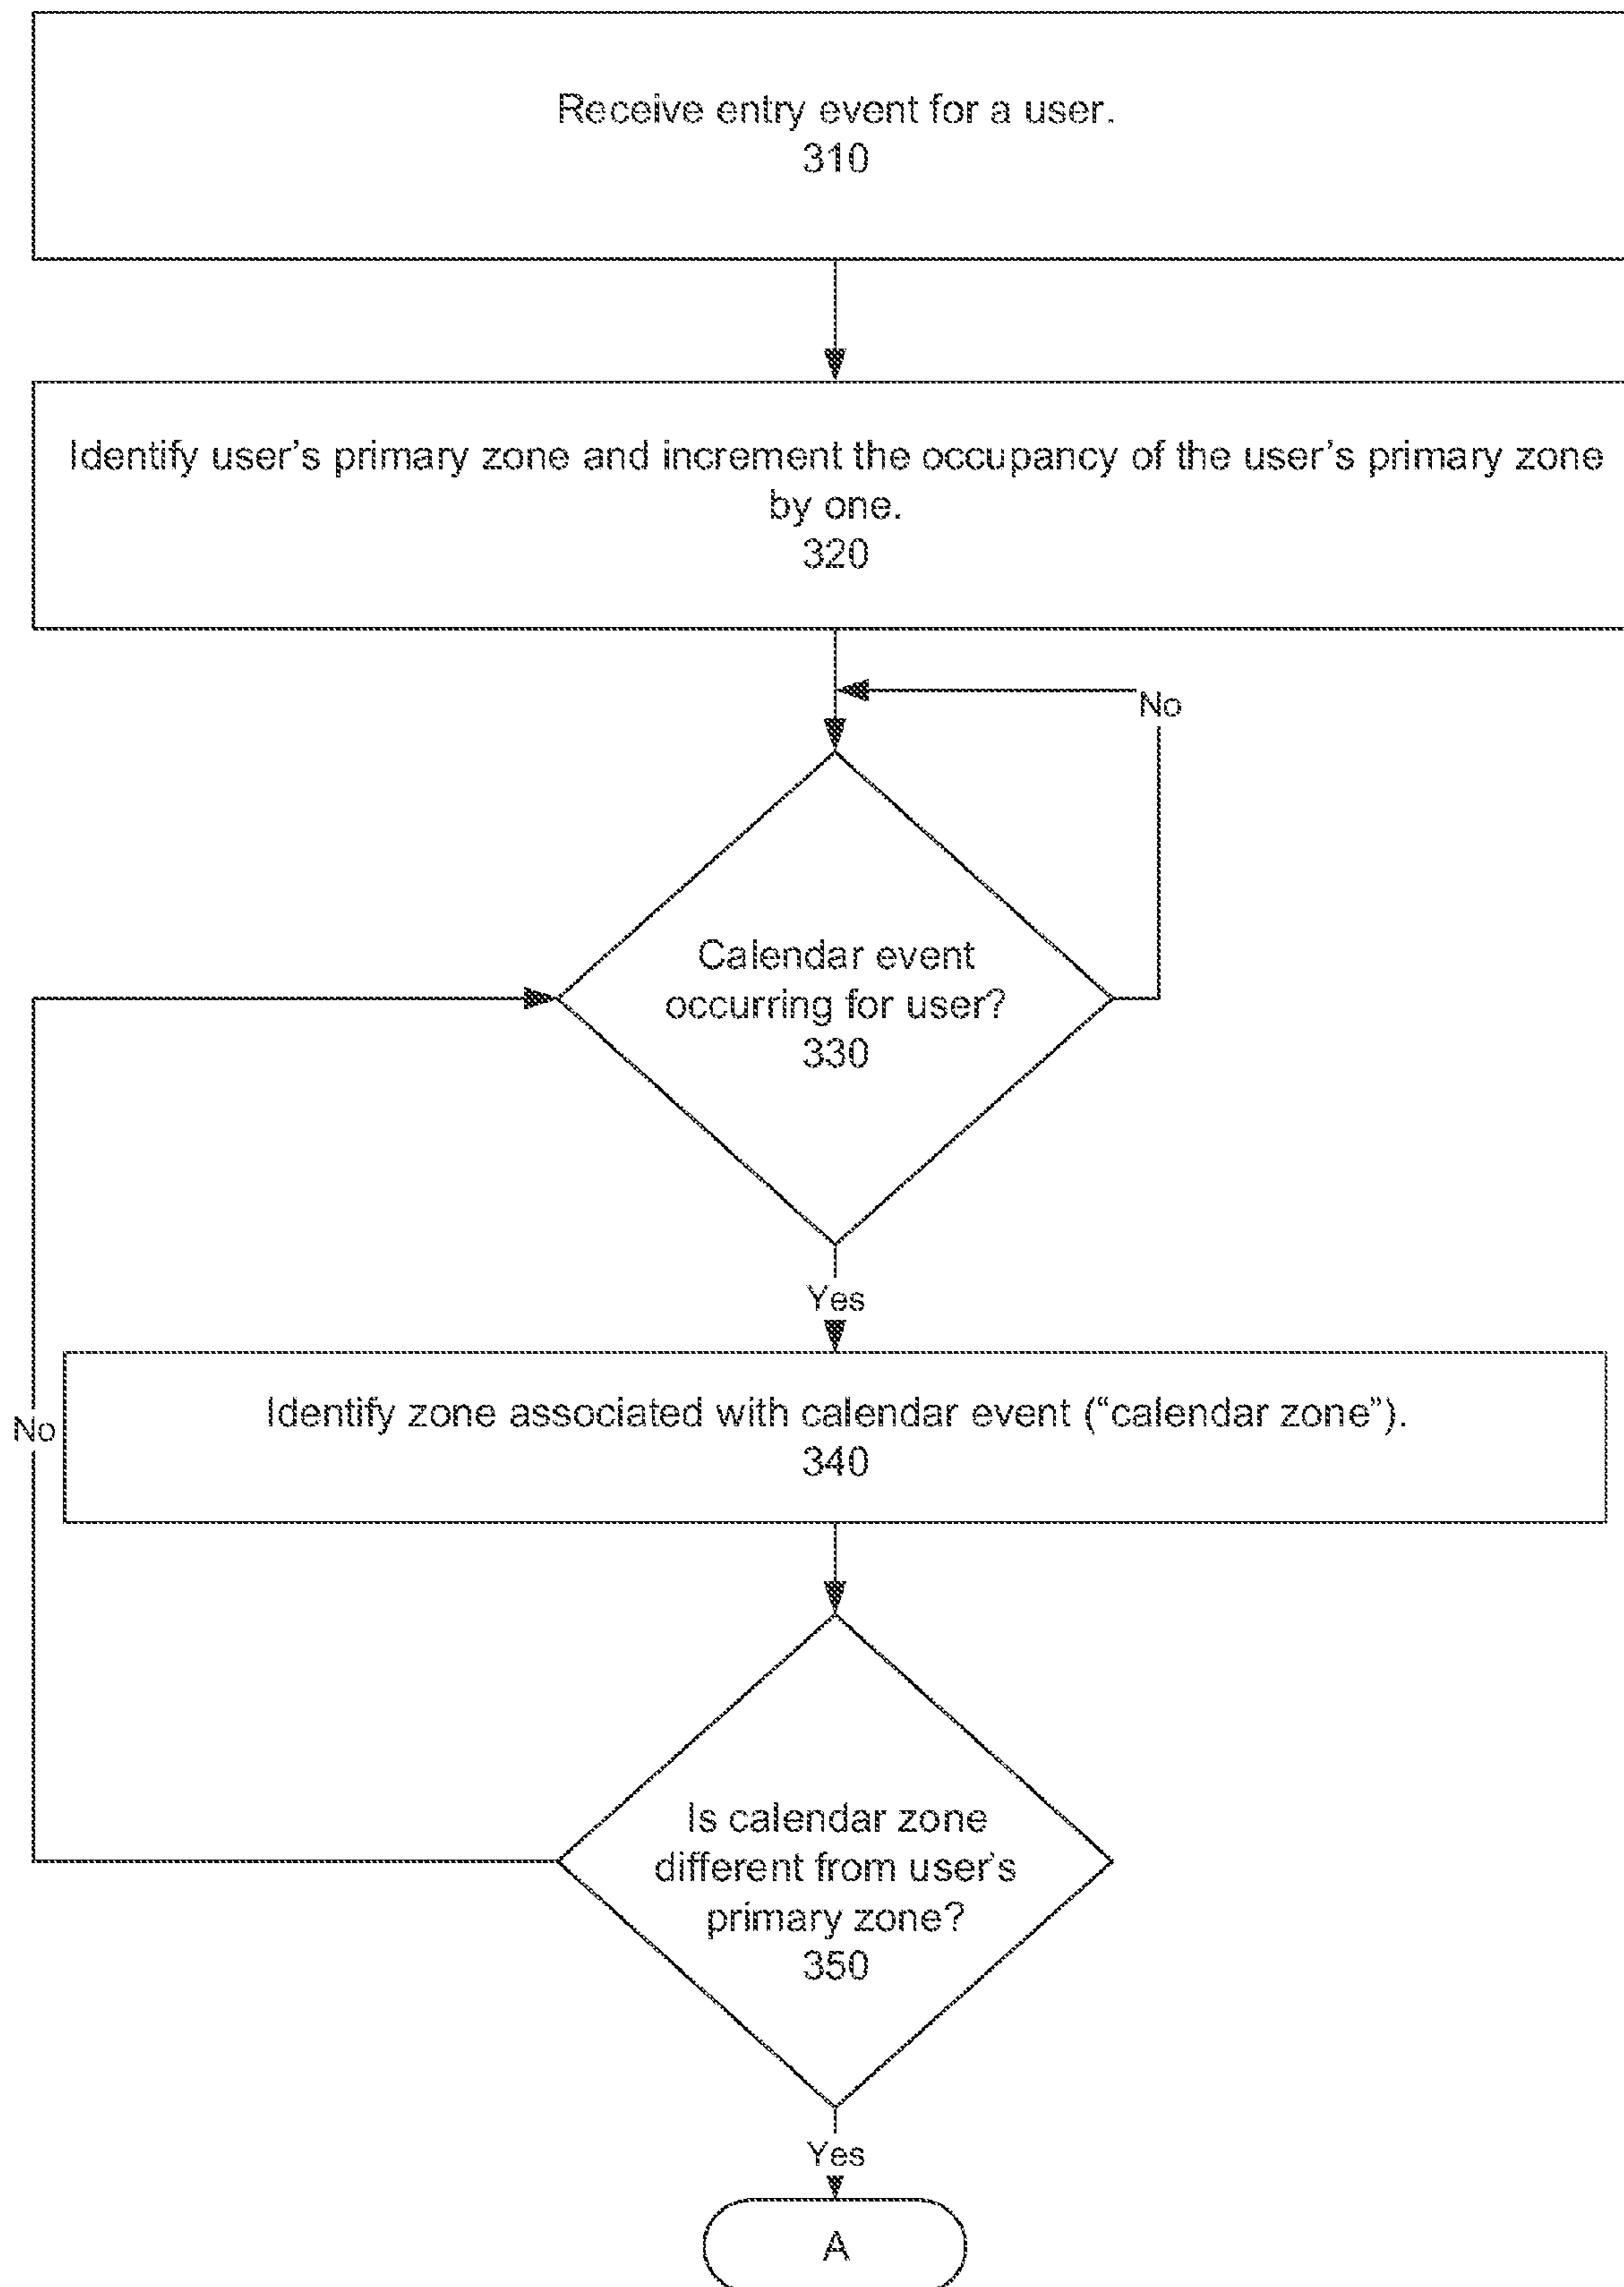 Receive entry event for a user.
310
Identify user's primary zone and increment the occupancy of the user's primary zone
by one.
320
No
Calendar event
occurring for user?
330
Yes
Identify zone associated with calendar event (“calendar zone”).
340
No
Is calendar zone
different from user's
primary zone?
350
Yes
A